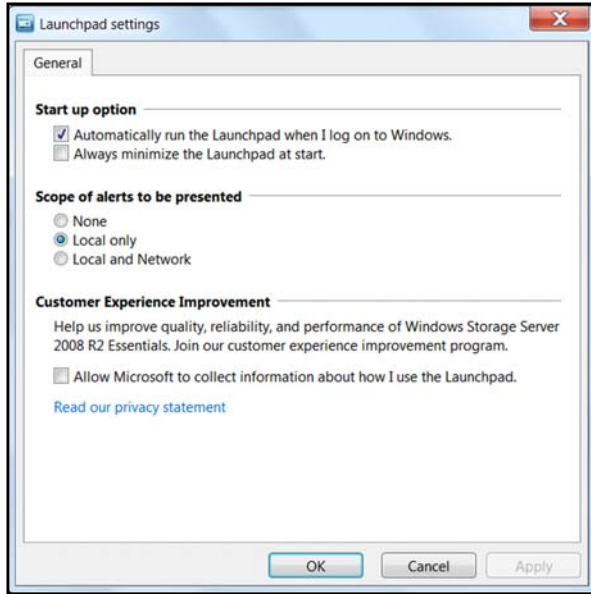 Launchpad settings
General
Start up option
Automatically run the Launchpad when I log on to Windows.
Always minimize the Launchpad at start.
Scope of alerts to be presented
None
Local only
Local and Network
Customer Experience Improvement
Help us improve quality, reliability, and performance of Windows Storage Server
2008 R2 Essentials. Join our customer experience improvement program.
Allow Microsoft to collect information about how I use the Launchpad.
Read our privacy statement
OK Cancel Apply